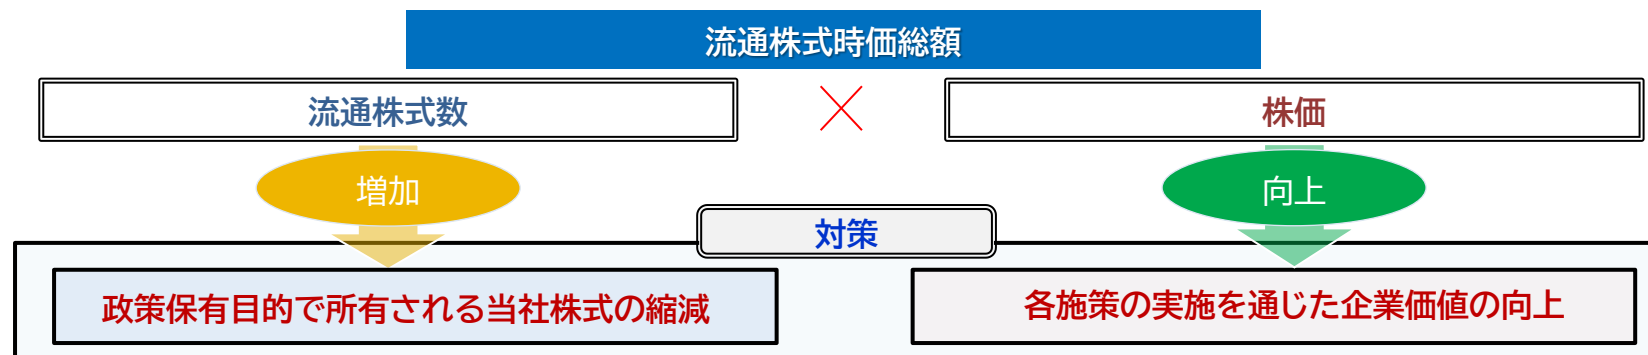 流通株式時価総額
流通株式数
株価
増加
向上
対策
政策保有目的で所有される当社株式の縮減
各施策の実施を通じた企業価値の向上